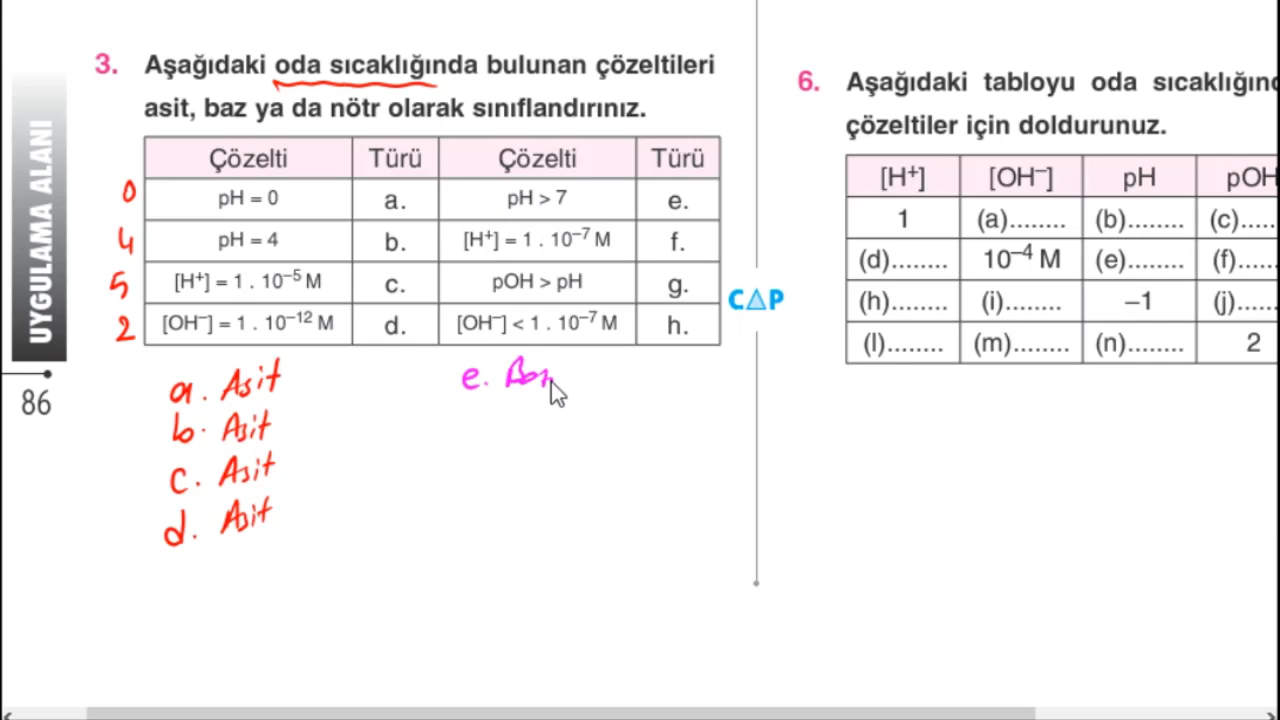 UYGULAMA ALANI
86
3. Aşağıdaki oda sıcaklığında bulunan çözeltileri
asit, baz ya da nötr olarak sınıflandırınız.
Çözelti Türü Çözelti Türü
0 pH = 0 a. pH > 7 e.
4 pH = 4 b. [H⁺] = 1 . 10⁻⁷ M f.
5 [H⁺] = 1 . 10⁻⁵ M c. pOH > pH g.
2 [OH⁻] = 1 . 10⁻¹² M d. [OH⁻] < 1 . 10⁻⁷ M h.
a. Asit
b. Asit
c. Asit
d. Asit
e. Baz
CAP
6. Aşağıdaki tabloyu oda sıcaklığınd
çözeltiler için doldurunuz.
[H⁺] [OH⁻] pH pOH
1 (a)........ (b)........ (c).....
(d)........ 10⁻⁴ M (e)........ (f)......
(h)........ (i)........ –1 (j)......
(l)........ (m)........ (n)........ 2